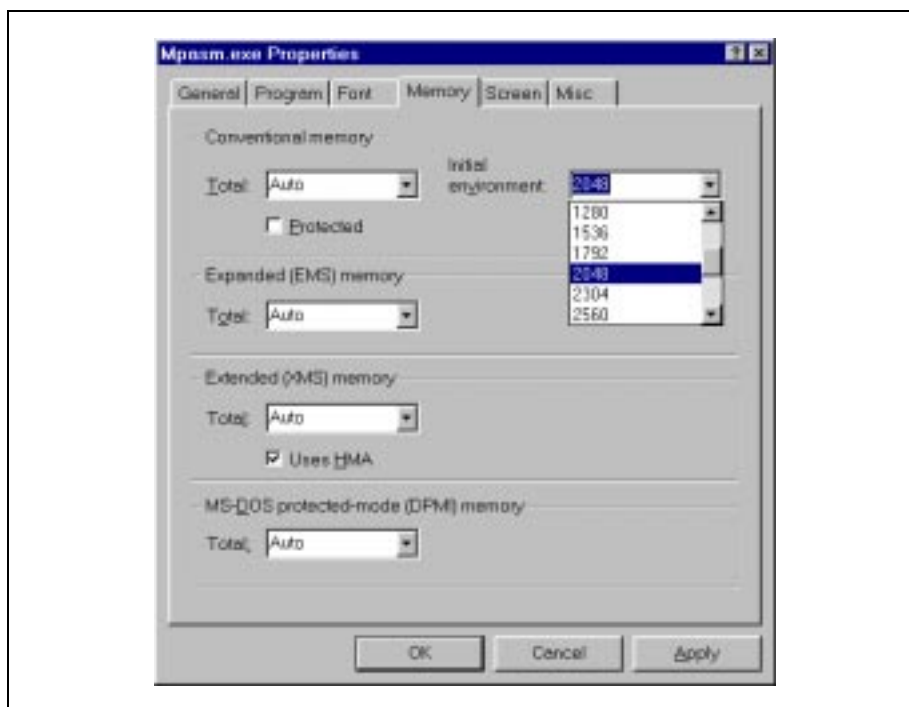 Mpasm.exe Properties
General Program Font Memory Screen Misc
Conventional memory
Total: Auto
Initial environment: 2048
Protected
1280
1536
1792
2048
2304
2560
Expanded (EMS) memory
Total: Auto
Extended (XMS) memory
Total: Auto
Uses HMA
MS-DOS protected-mode (DPMI) memory
Total: Auto
OK Cancel Apply